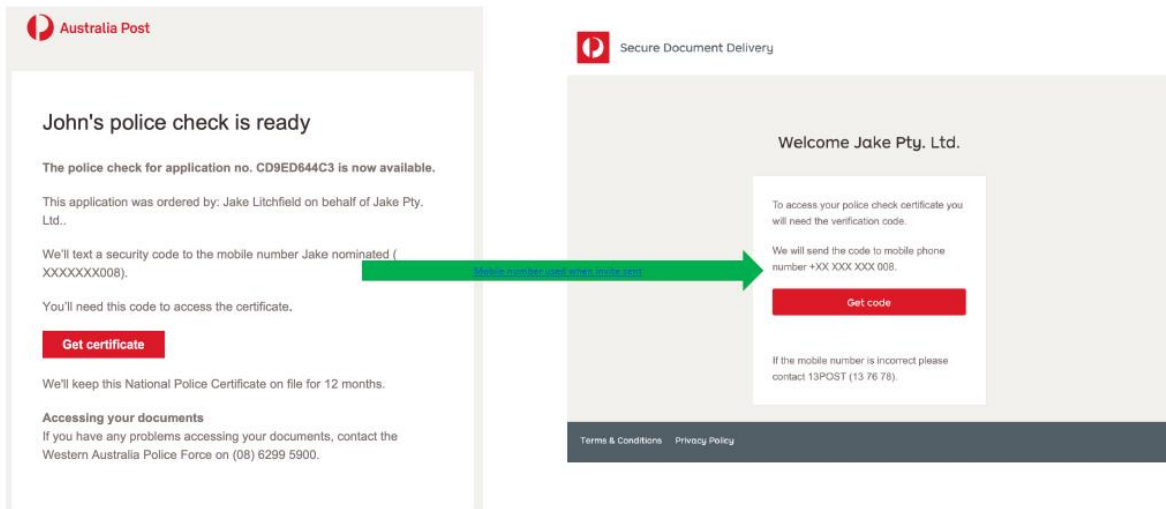 Australia Post
John's police check is ready
The police check for application no. CD9ED644C3 is now available.
This application was ordered by: Jake Litchfield on behalf of Jake Pty.
Ltd..
We'll text a security code to the mobile number Jake nominated (
XXXXXXX008).
You'll need this code to access the certificate.
Get certificate
We'll keep this National Police Certificate on file for 12 months.
Accessing your documents
If you have any problems accessing your documents, contact the
Western Australia Police Force on (08) 6299 5900.
Mobile number used when invite sent
Secure Document Delivery
Welcome Jake Pty. Ltd.
To access your police check certificate you
will need the verification code.
We will send the code to mobile phone
number +XX XXX XXX 008.
Get code
If the mobile number is incorrect please
contact 13POST (13 76 78).
Terms & Conditions Privacy Policy